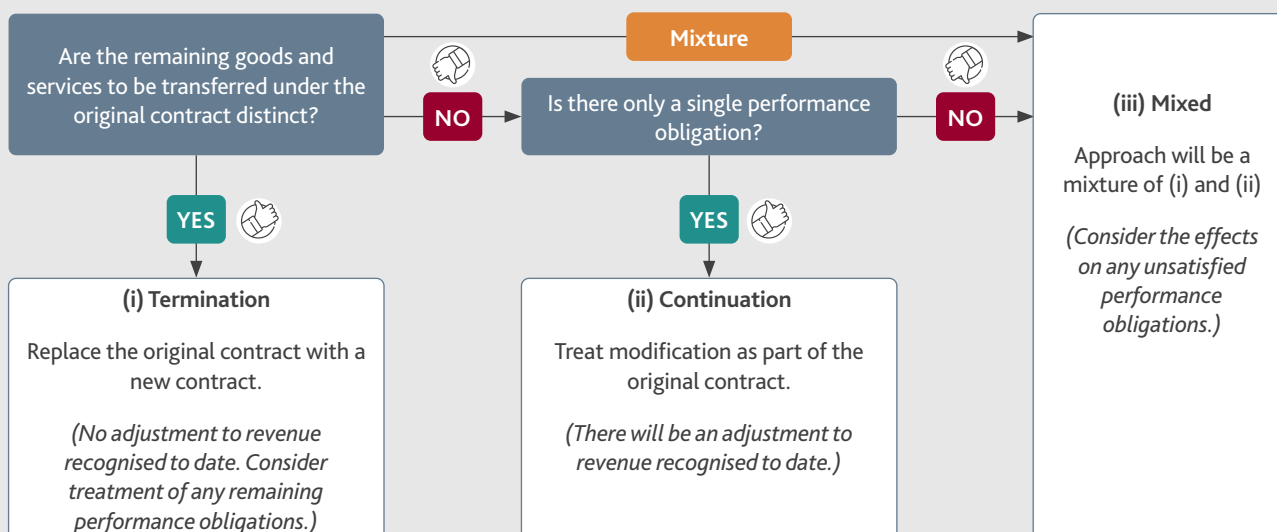 Are the remaining goods and
services to be transferred under the
original contract distinct?
Mixture
NO
Is there only a single performance
obligation?
NO
YES
YES
(i) Termination
Replace the original contract with a
new contract.
(No adjustment to revenue
recognised to date. Consider
treatment of any remaining
performance obligations.)
(ii) Continuation
Treat modification as part of the
original contract.
(There will be an adjustment to
revenue recognised to date.)
(iii) Mixed
Approach will be a
mixture of (i) and (ii)
(Consider the effects
on any unsatisfied
performance
obligations.)